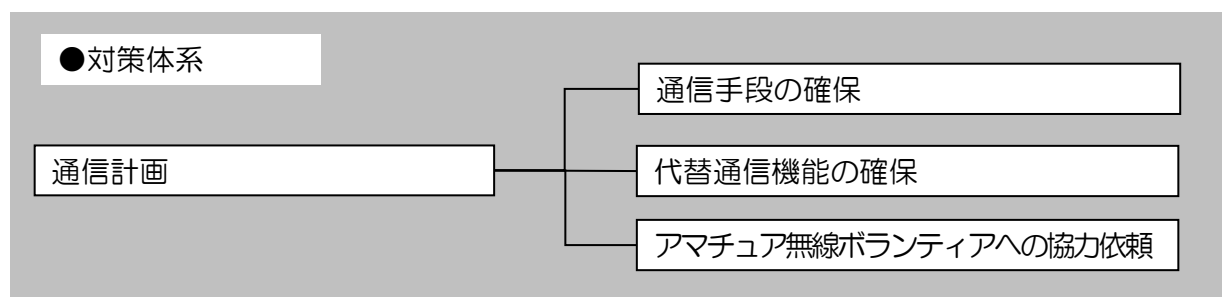 ●対策体系
通信手段の確保
通信計画
代替通信機能の確保
アマチュア無線ボランティアへの協力依頼